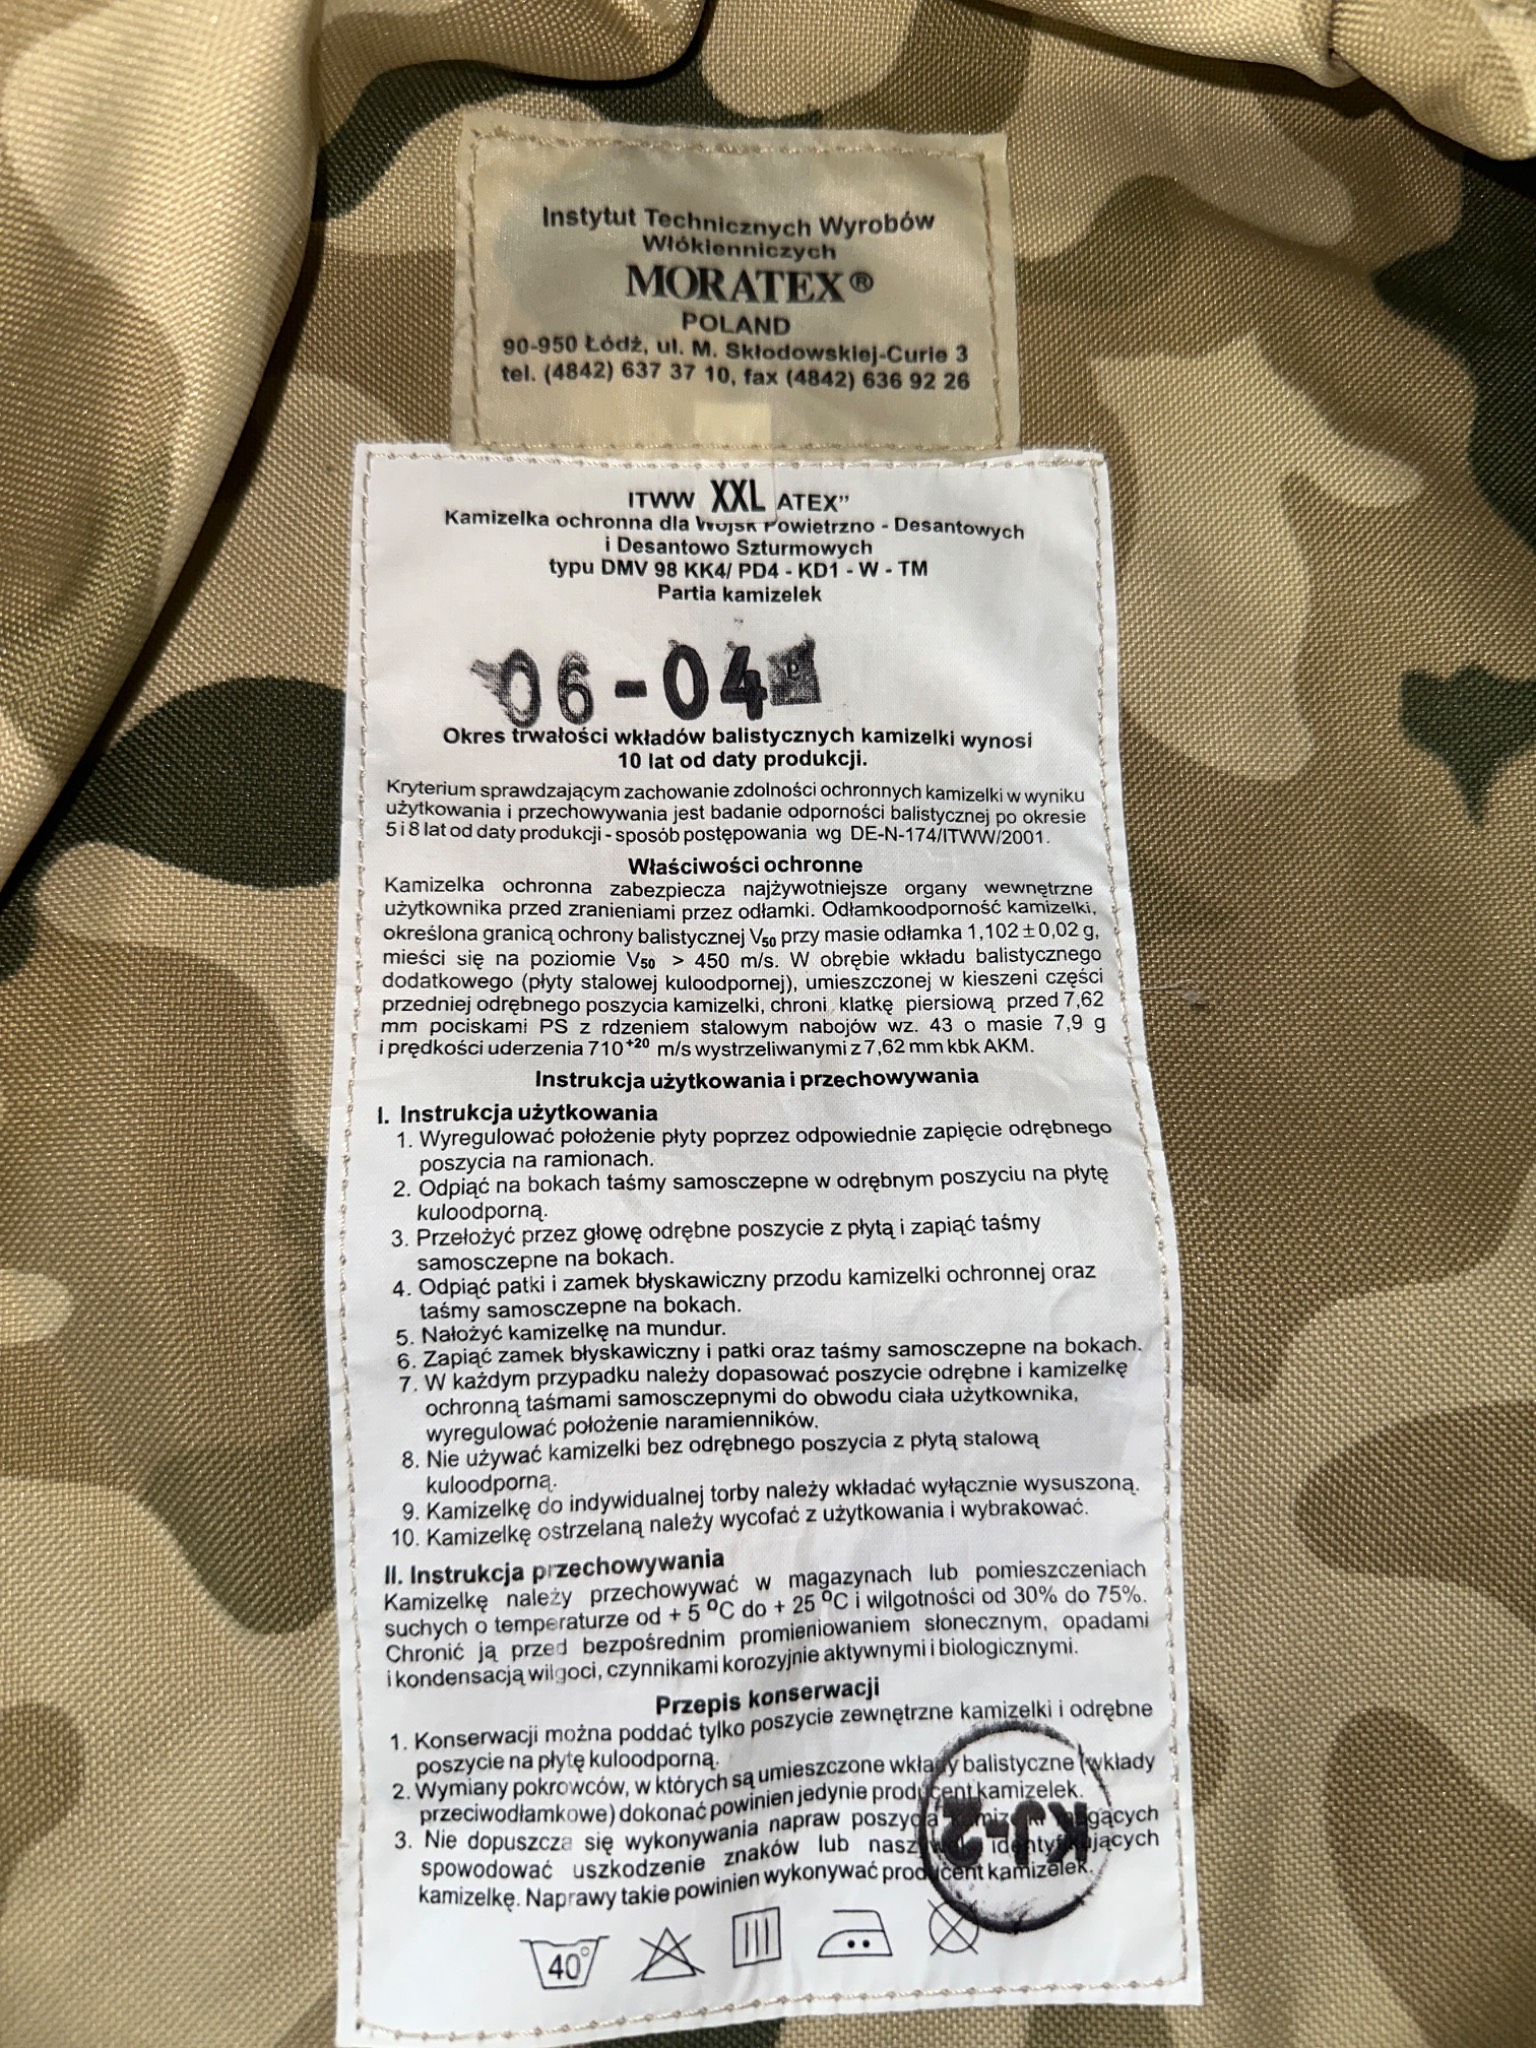 Instytut Technicznych Wyrobów
Włókienniczych
MORATEX®
POLAND
90-950 Łódź, ul. M. Skłodowskiej-Curie 3
tel. (4842) 637 37 10, fax (4842) 636 92 26
ITWW XXL ATEX”
Kamizelka ochronna dla Wojsk Powietrzno - Desantowych
i Desantowo Szturmowych
typu DMV 98 KK4/ PD4 - KD1 - W - TM
Partia kamizelek
06-04
Okres trwałości wkładów balistycznych kamizelki wynosi
10 lat od daty produkcji.
Kryterium sprawdzającym zachowanie zdolności ochronnych kamizelki w wyniku
użytkowania i przechowywania jest badanie odporności balistycznej po okresie
5 i 8 lat od daty produkcji - sposób postępowania wg DE-N-174/ITWW/2001.
Właściwości ochronne
Kamizelka ochronna zabezpiecza najżywotniejsze organy wewnętrzne
użytkownika przed zranieniami przez odłamki. Odłamkoodporność kamizelki,
określona granicą ochrony balistycznej V50 przy masie odłamka 1,102 ± 0,02 g,
mieści się na poziomie V50 > 450 m/s. W obrębie wkładu balistycznego
dodatkowego (płyty stalowej kuloodpornej), umieszczonej w kieszeni części
przedniej odrębnego poszycia kamizelki, chroni klatkę piersiową przed 7,62
mm pociskami PS z rdzeniem stalowym nabojów wz. 43 o masie 7,9 g
i prędkości uderzenia 710⁺²⁰ m/s wystrzeliwanymi z 7,62 mm kbk AKM.
Instrukcja użytkowania i przechowywania
I. Instrukcja użytkowania
1. Wyregulować położenie płyty poprzez odpowiednie zapięcie odrębnego
poszycia na ramionach.
2. Odpiąć na bokach taśmy samosczepne w odrębnym poszyciu na płytę
kuloodporną.
3. Przełożyć przez głowę odrębne poszycie z płytą i zapiąć taśmy
samosczepne na bokach.
4. Odpiąć patki i zamek błyskawiczny przodu kamizelki ochronnej oraz
taśmy samosczepne na bokach.
5. Nałożyć kamizelkę na mundur.
6. Zapiąć zamek błyskawiczny i patki oraz taśmy samosczepne na bokach.
7. W każdym przypadku należy dopasować poszycie odrębne i kamizelkę
ochronną taśmami samosczepnymi do obwodu ciała użytkownika,
wyregulować położenie naramienników.
8. Nie używać kamizelki bez odrębnego poszycia z płytą stalową
kuloodporną.
9. Kamizelkę do indywidualnej torby należy wkładać wyłącznie wysuszoną.
10. Kamizelkę ostrzelaną należy wycofać z użytkowania i wybrakować.
II. Instrukcja przechowywania
Kamizelkę należy przechowywać w magazynach lub pomieszczeniach
suchych o temperaturze od + 5 °C do + 25 °C i wilgotności od 30% do 75%.
Chronić ją przed bezpośrednim promieniowaniem słonecznym, opadami
i kondensacją wilgoci, czynnikami korozyjnie aktywnymi i biologicznymi.
Przepis konserwacji
1. Konserwacji można poddać tylko poszycie zewnętrzne kamizelki i odrębne
poszycie na płytę kuloodporną.
2. Wymiany pokrowców, w których są umieszczone wkłady balistyczne (wkłady
przeciwodłamkowe) dokonać powinien jedynie producent kamizelek.
3. Nie dopuszcza się wykonywania napraw poszycia kamizelki mogących
spowodować uszkodzenie znaków lub naszywek identyfikujących
kamizelkę. Naprawy takie powinien wykonywać producent kamizelek.
KJ-2
40°